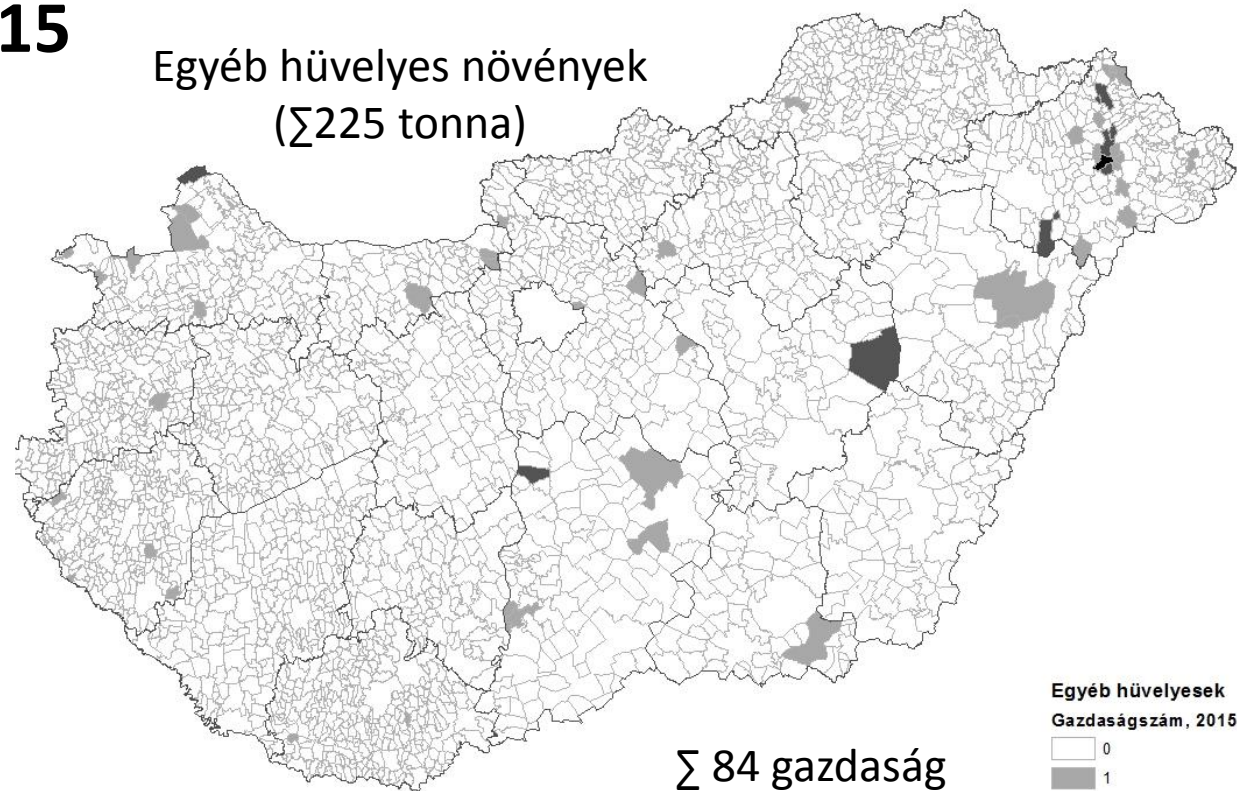 15
Egyéb hüvelyes növények
(∑225 tonna)
∑ 84 gazdaság
Egyéb hüvelyesek
Gazdaságszám, 2015
0
1